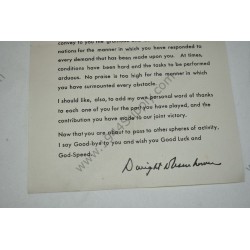 convey to you the
nations for the manner in which you have responded to
every demand that has been made upon you. At times,
conditions have been hard and the tasks to be performed
arduous. No praise is too high for the manner in which
you have surmounted every obstacle.
I should like, also, to add my own personal word of thanks
to each one of you for the part you have played, and the
contribution you have made to our joint victory.
Now that you are about to pass to other spheres of activity,
I say Good-bye to you and wish you Good Luck and
God-Speed.
Dwight D Eisenhower